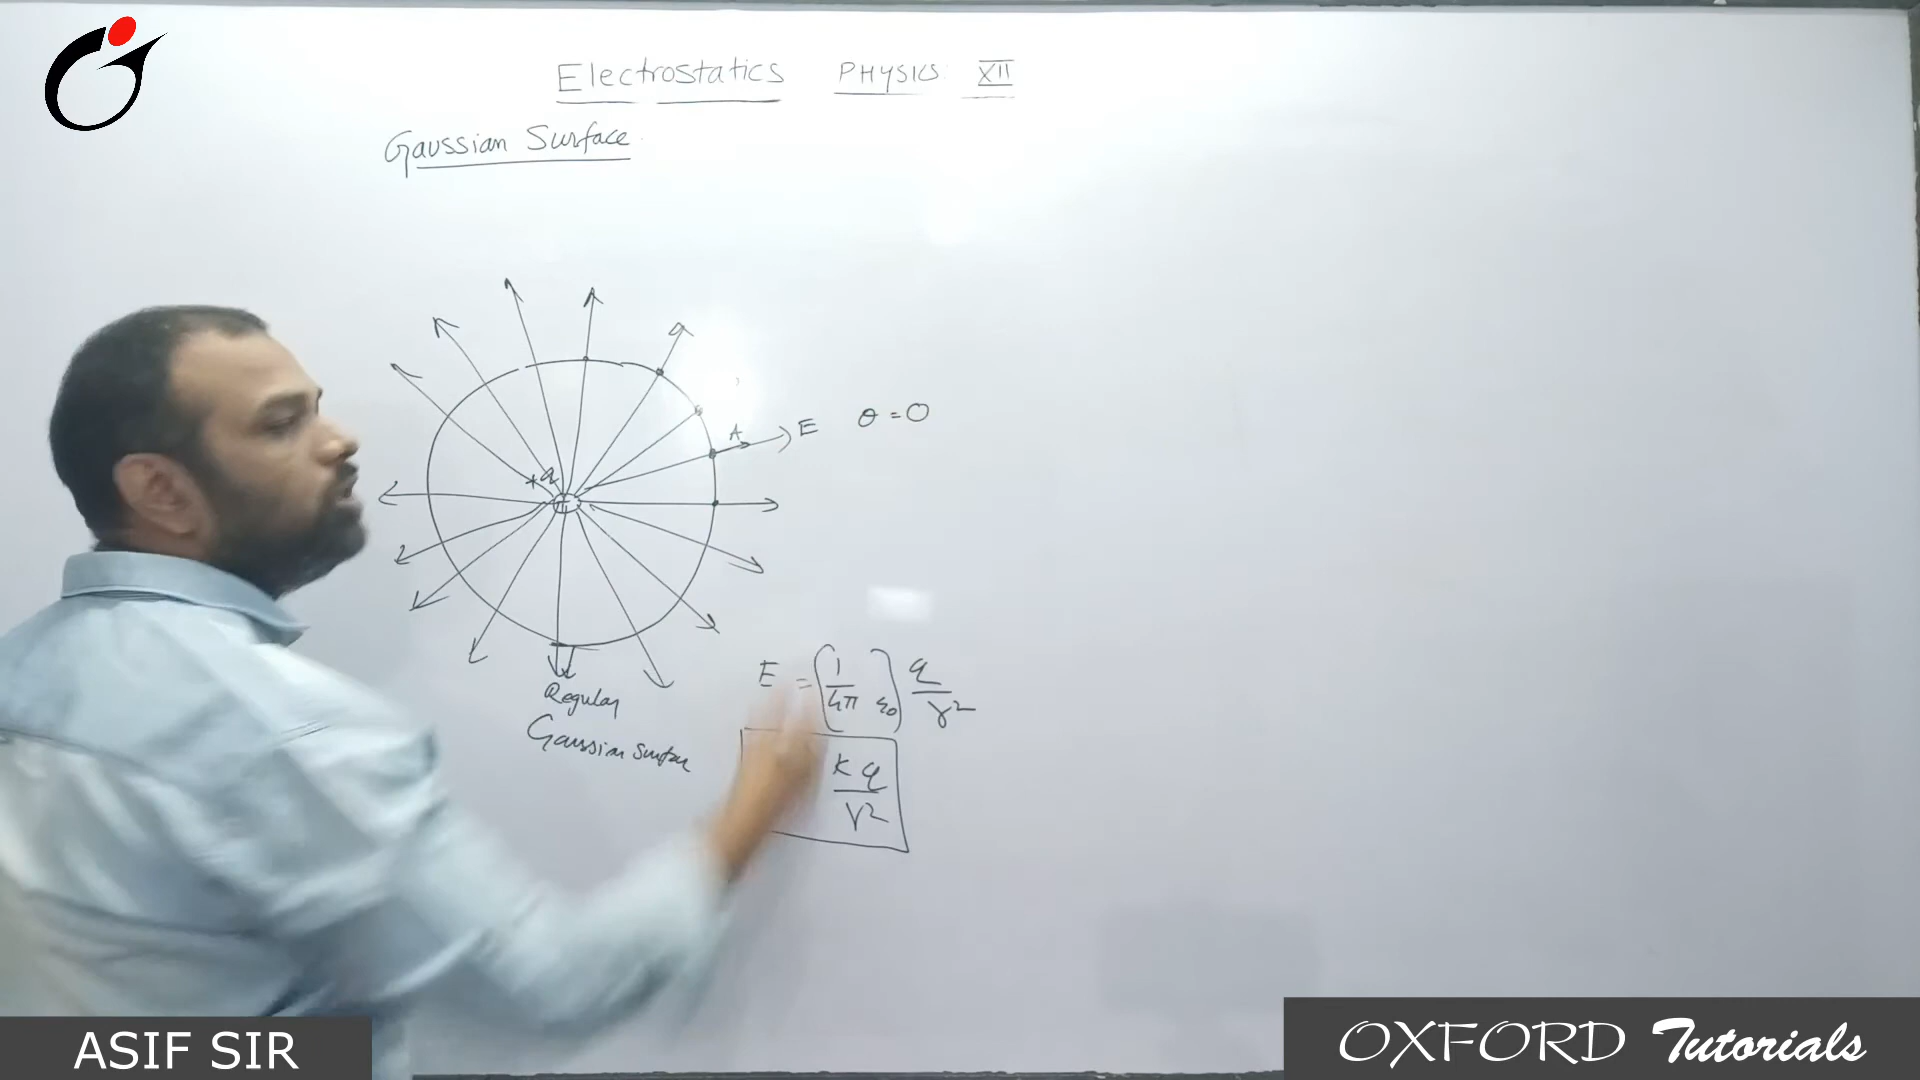 Electrostatics PHYSICS XII
Gaussian Surface
A
E θ = 0
+q
Regular
Gaussian Surface
E = (1/4π ε0) q/r²
Kq/r²
ASIF SIR
OXFORD Tutorials